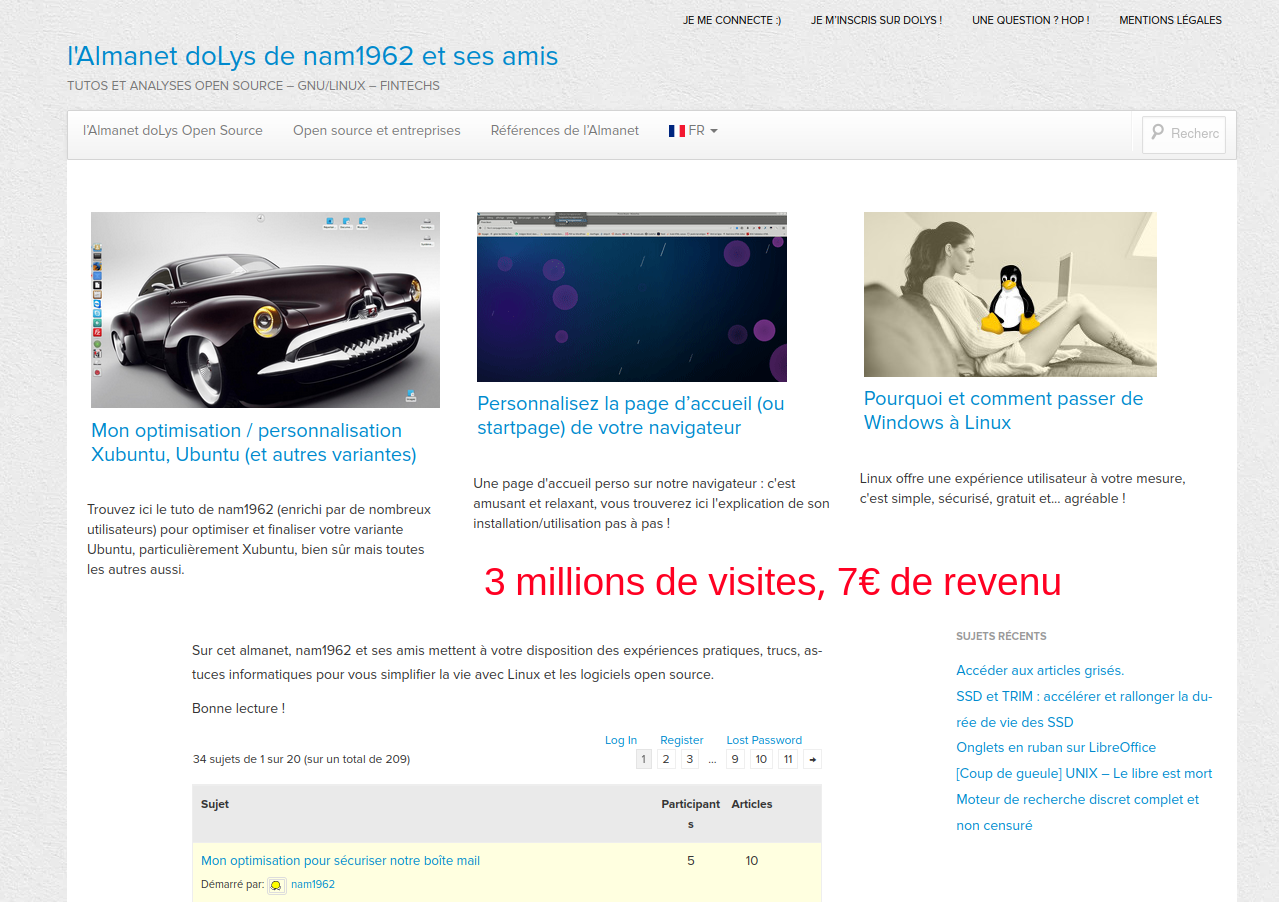 JE ME CONNECTE :) JE M'INSCRIS SUR DOLYS ! UNE QUESTION ? HOP ! MENTIONS LÉGALES
l'Almanet doLys de nam1962 et ses amis
TUTOS ET ANALYSES OPEN SOURCE – GNU/LINUX – FINTECHS
l'Almanet doLys Open Source Open source et entreprises Références de l'Almanet FR Recherc
Mon optimisation / personnalisation
Xubuntu, Ubuntu (et autres variantes)
Trouvez ici le tuto de nam1962 (enrichi par de nombreux
utilisateurs) pour optimiser et finaliser votre variante
Ubuntu, particulièrement Xubuntu, bien sûr mais toutes
les autres aussi.
Personnalisez la page d'accueil (ou
startpage) de votre navigateur
Une page d'accueil perso sur notre navigateur : c'est
amusant et relaxant, vous trouverez ici l'explication de son
installation/utilisation pas à pas !
Pourquoi et comment passer de
Windows à Linux
Linux offre une expérience utilisateur à votre mesure,
c'est simple, sécurisé, gratuit et... agréable !
3 millions de visites, 7€ de revenu
Sur cet almanet, nam1962 et ses amis mettent à votre disposition des expériences pratiques, trucs, as-
tuces informatiques pour vous simplifier la vie avec Linux et les logiciels open source.
Bonne lecture !
Log In Register Lost Password
34 sujets de 1 sur 20 (sur un total de 209) 1 2 3 … 9 10 11 →
Sujet Participant Articles
s
Mon optimisation pour sécuriser notre boîte mail 5 10
Démarré par: nam1962
SUJETS RÉCENTS
Accéder aux articles grisés.
SSD et TRIM : accélérer et rallonger la du-
rée de vie des SSD
Onglets en ruban sur LibreOffice
[Coup de gueule] UNIX – Le libre est mort
Moteur de recherche discret complet et
non censuré